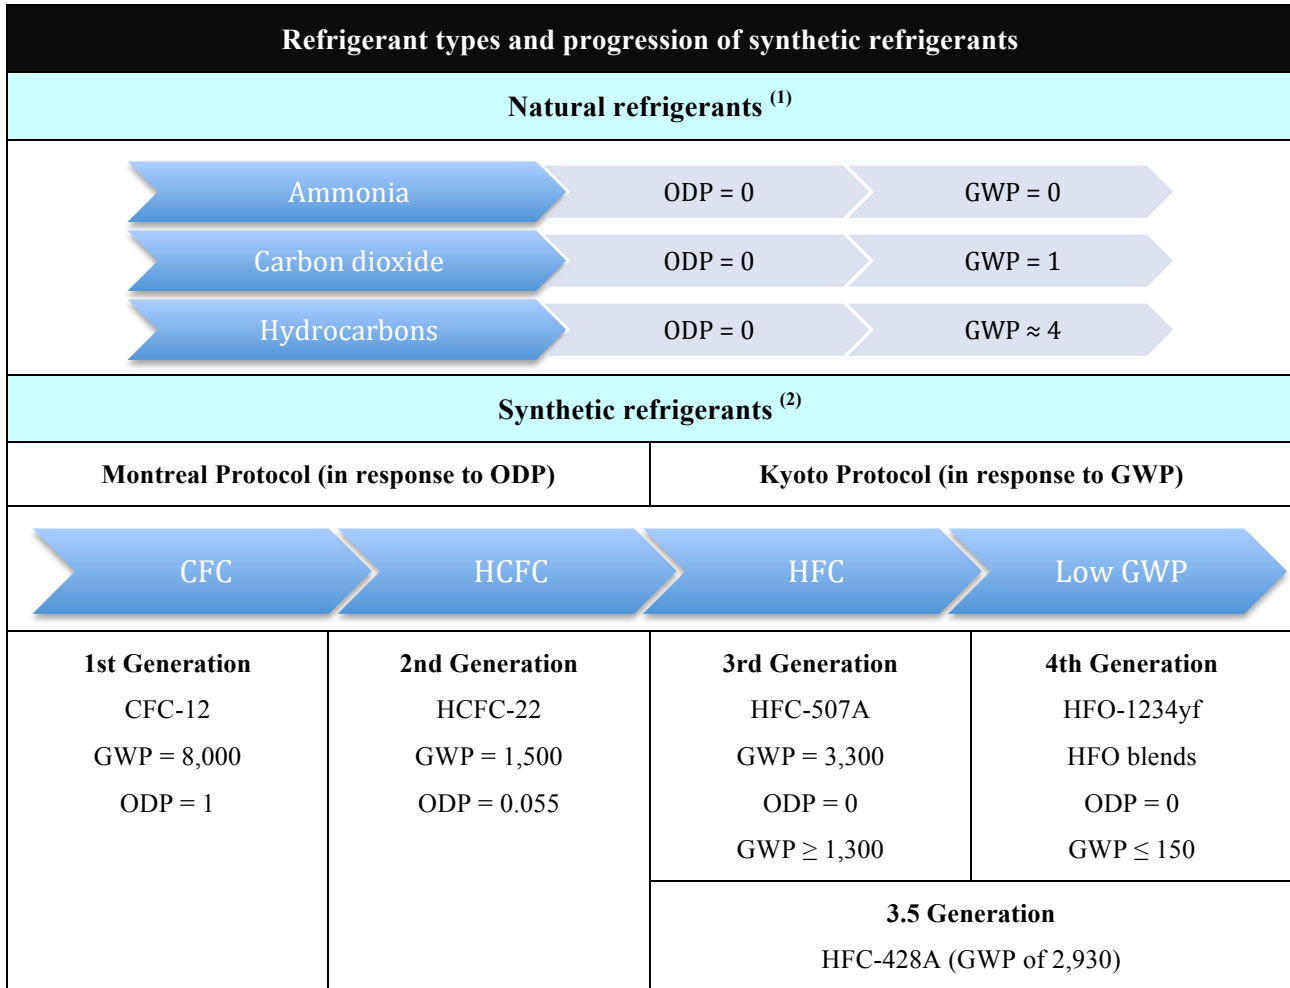 Refrigerant types and progression of synthetic refrigerants
Natural refrigerants (1)
Ammonia ODP = 0 GWP = 0
Carbon dioxide ODP = 0 GWP = 1
Hydrocarbons ODP = 0 GWP ≈ 4
Synthetic refrigerants (2)
Montreal Protocol (in response to ODP) Kyoto Protocol (in response to GWP)
CFC HCFC HFC Low GWP
1st Generation
CFC-12
GWP = 8,000
ODP = 1
2nd Generation
HCFC-22
GWP = 1,500
ODP = 0.055
3rd Generation
HFC-507A
GWP = 3,300
ODP = 0
GWP ≥ 1,300
4th Generation
HFO-1234yf
HFO blends
ODP = 0
GWP ≤ 150
3.5 Generation
HFC-428A (GWP of 2,930)